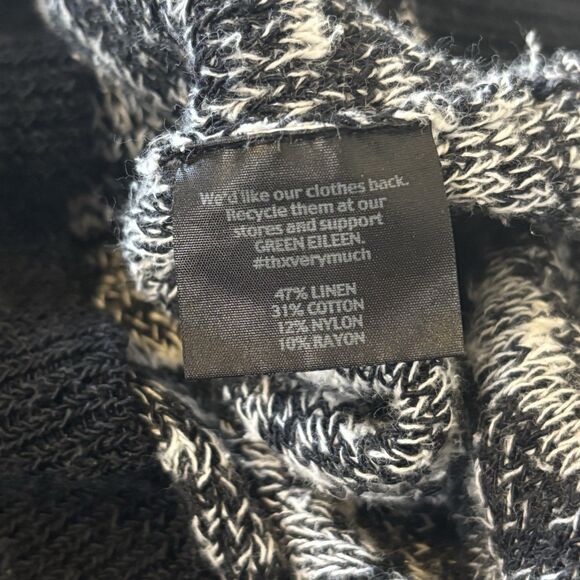 We'd like our clothes back.
Recycle them at our
stores and support
GREEN EILEEN.
#thxverymuch
47% LINEN
31% COTTON
12% NYLON
10% RAYON